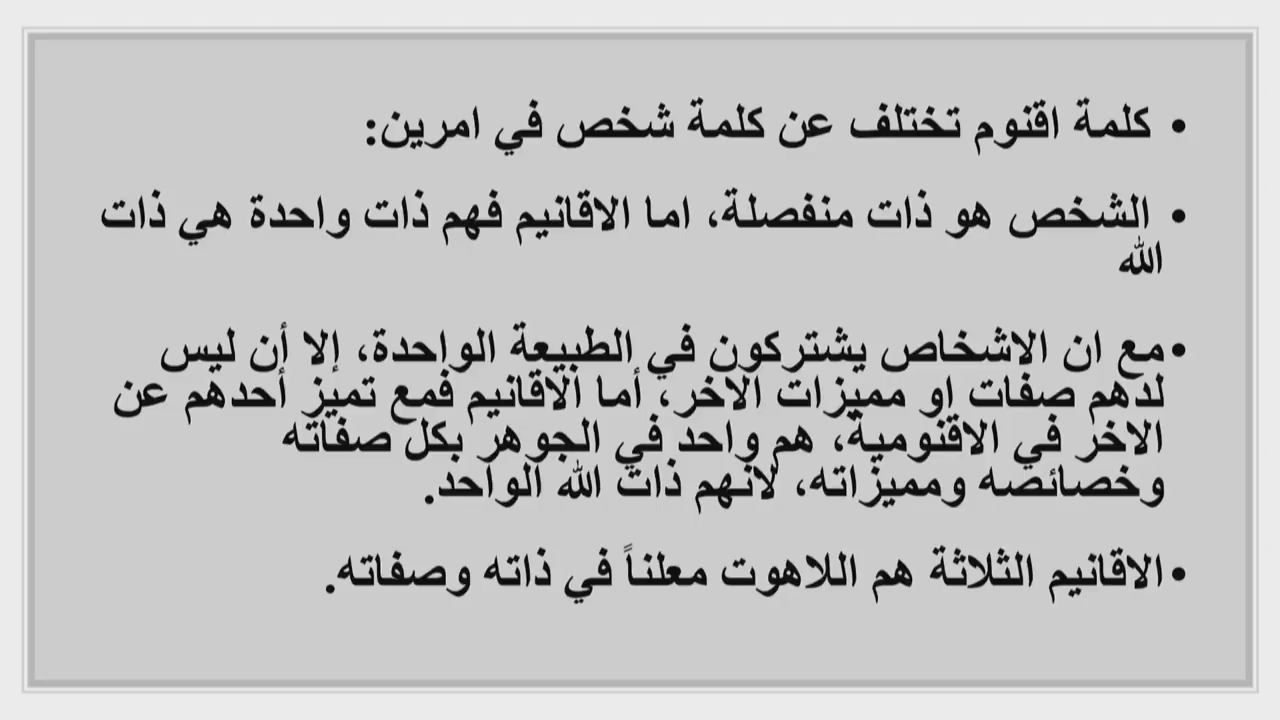 • كلمة اقنوم تختلف عن كلمة شخص في امرين:
• الشخص هو ذات منفصلة، اما الاقانيم فهم ذات واحدة هي ذات
الله
• مع ان الاشخاص يشتركون في الطبيعة الواحدة، إلا أن ليس
لدهم صفات او مميزات الاخر، أما الاقانيم فمع تميز أحدهم عن
الاخر في الاقنومية، هم واحد في الجوهر بكل صفاته
وخصائصه ومميزاته، لانهم ذات الله الواحد.
• الاقانيم الثلاثة هم اللاهوت معلناً في ذاته وصفاته.